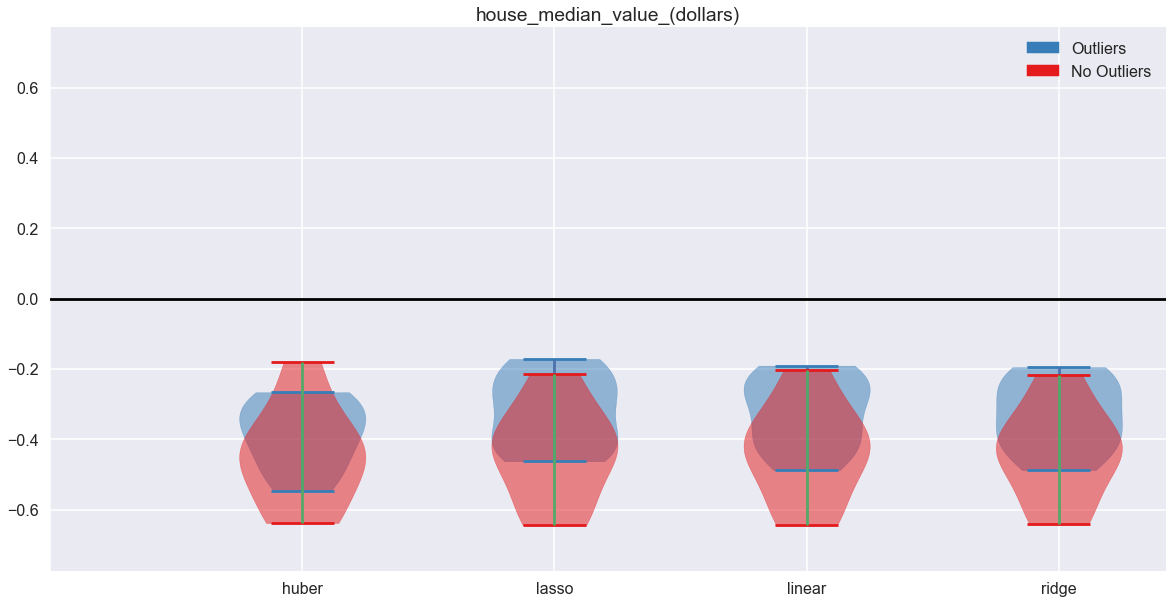 house_median_value_(dollars)
Outliers
No Outliers
0.6
0.4
0.2
0.0
−0.2
−0.4
−0.6
huber
lasso
linear
ridge